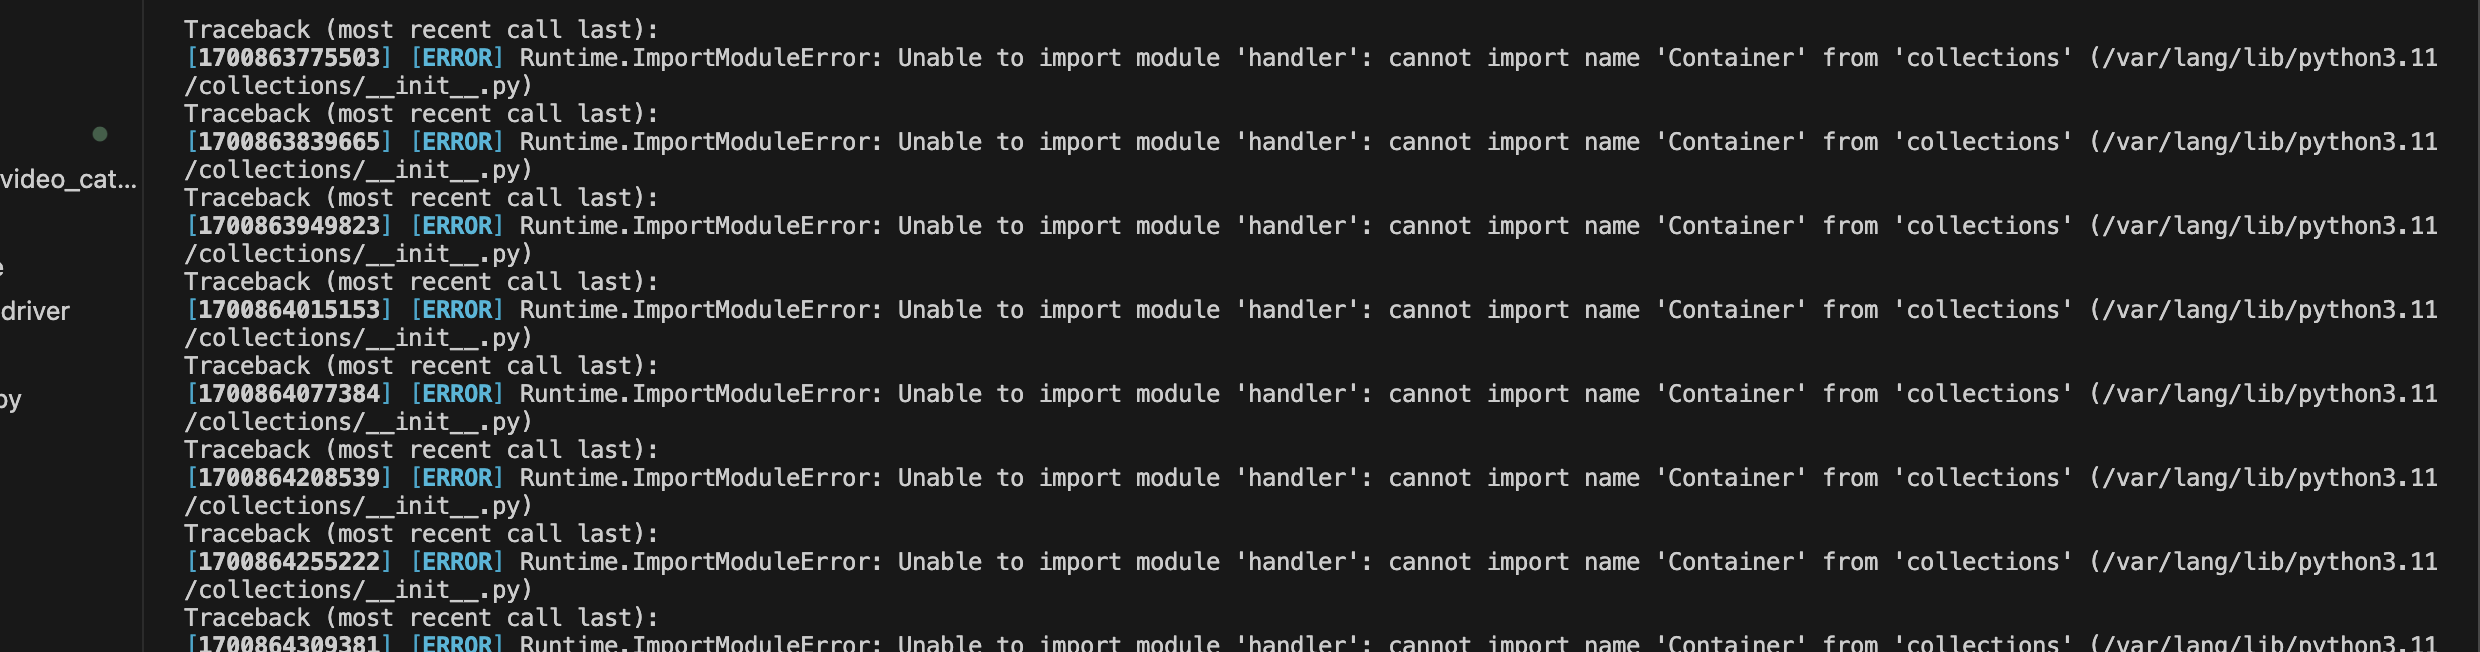 Traceback (most recent call last):
[1700863775503] [ERROR] Runtime.ImportModuleError: Unable to import module 'handler': cannot import name 'Container' from 'collections' (/var/lang/lib/python3.11
/collections/__init__.py)
Traceback (most recent call last):
[1700863839665] [ERROR] Runtime.ImportModuleError: Unable to import module 'handler': cannot import name 'Container' from 'collections' (/var/lang/lib/python3.11
/collections/__init__.py)
video_cat...
Traceback (most recent call last):
[1700863949823] [ERROR] Runtime.ImportModuleError: Unable to import module 'handler': cannot import name 'Container' from 'collections' (/var/lang/lib/python3.11
/collections/__init__.py)
e
Traceback (most recent call last):
[1700864015153] [ERROR] Runtime.ImportModuleError: Unable to import module 'handler': cannot import name 'Container' from 'collections' (/var/lang/lib/python3.11
driver
/collections/__init__.py)
Traceback (most recent call last):
[1700864077384] [ERROR] Runtime.ImportModuleError: Unable to import module 'handler': cannot import name 'Container' from 'collections' (/var/lang/lib/python3.11
py
/collections/__init__.py)
Traceback (most recent call last):
[1700864208539] [ERROR] Runtime.ImportModuleError: Unable to import module 'handler': cannot import name 'Container' from 'collections' (/var/lang/lib/python3.11
/collections/__init__.py)
Traceback (most recent call last):
[1700864255222] [ERROR] Runtime.ImportModuleError: Unable to import module 'handler': cannot import name 'Container' from 'collections' (/var/lang/lib/python3.11
/collections/__init__.py)
Traceback (most recent call last):
[1700864309381] [ERROR] Runtime.ImportModuleError: Unable to import module 'handler': cannot import name 'Container' from 'collections' (/var/lang/lib/python3.11